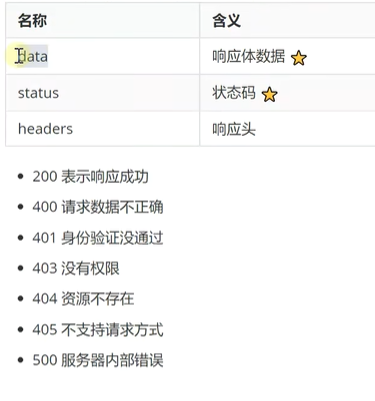 名称 含义
data 响应体数据
status 状态码
headers 响应头
200 表示响应成功
400 请求数据不正确
401 身份验证没通过
403 没有权限
404 资源不存在
405 不支持请求方式
500 服务器内部错误